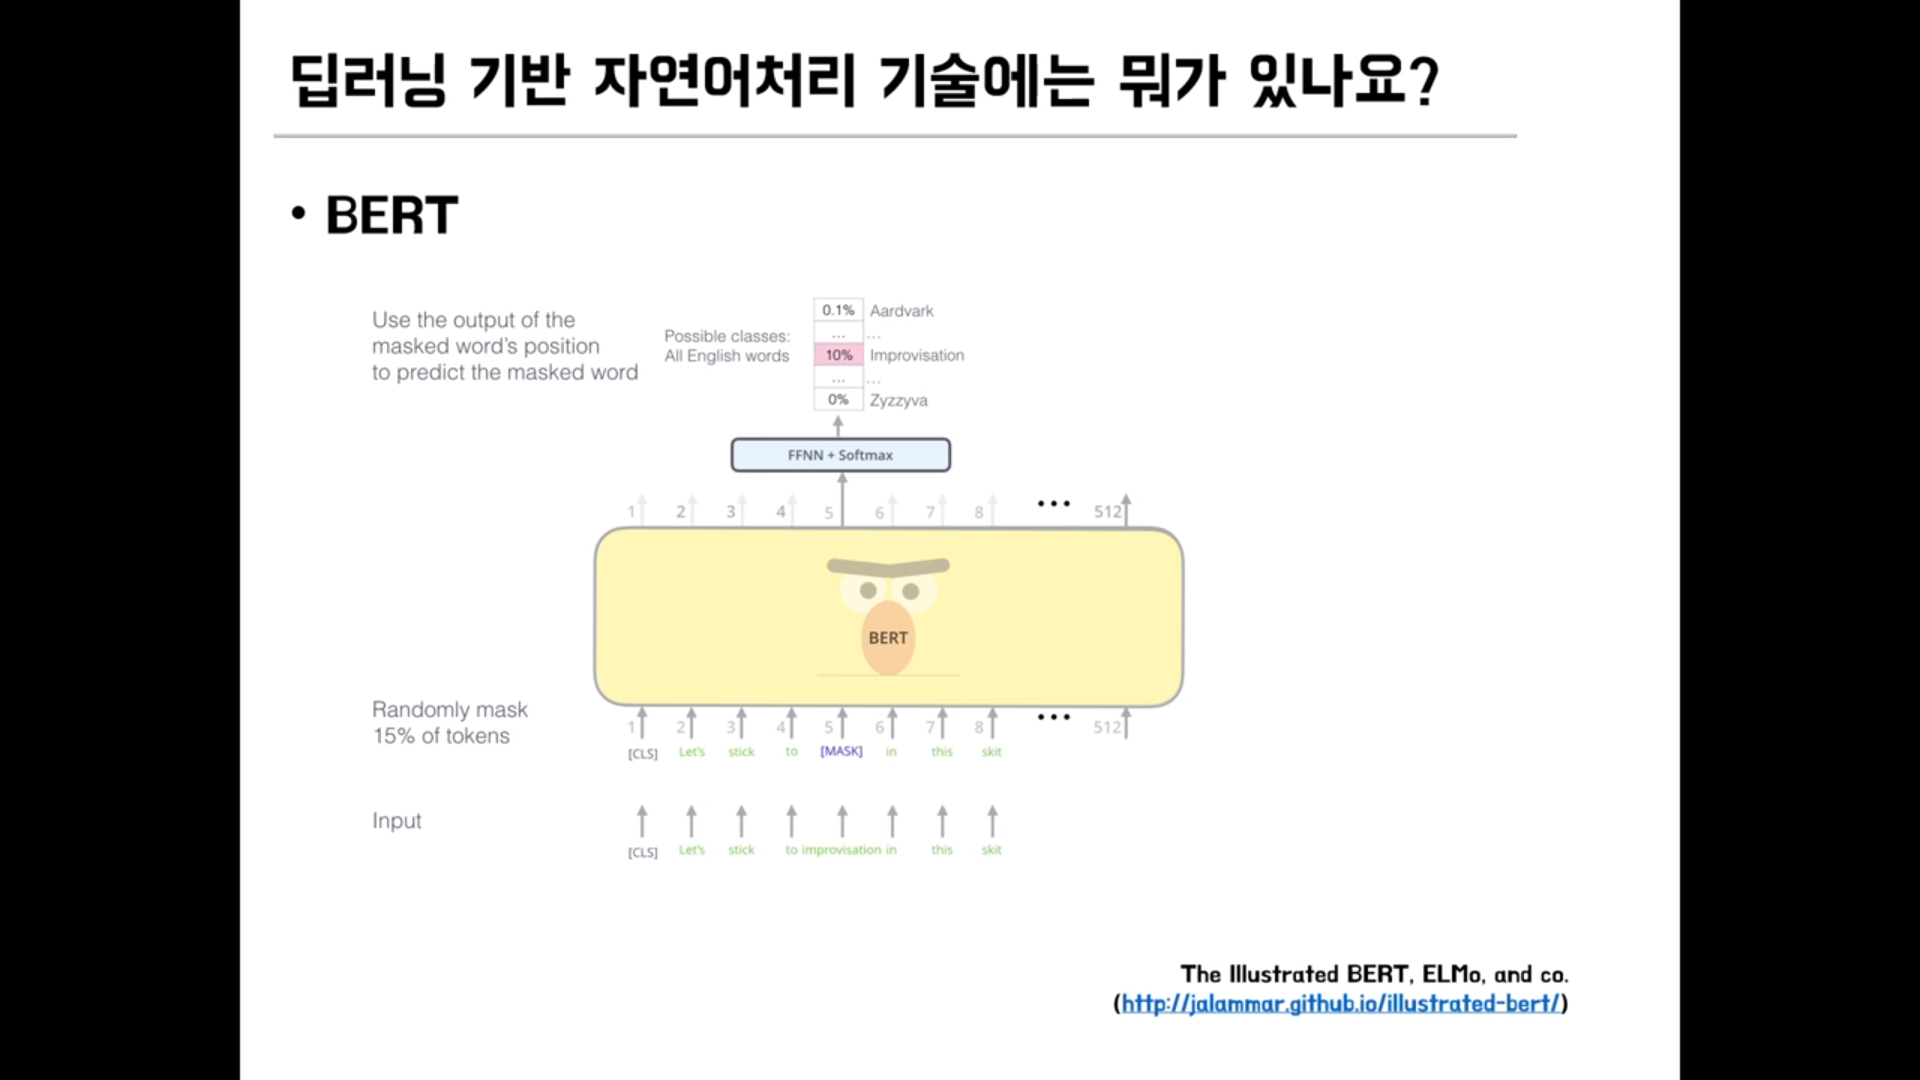 딥러닝 기반 자연어처리 기술에는 뭐가 있나요?
• BERT
Use the output of the
masked word's position
to predict the masked word
Possible classes:
All English words
0.1% Aardvark
... ...
10% Improvisation
... ...
0% Zyzzyva
FFNN + Softmax
1 2 3 4 5 6 7 8 ... 512
BERT
Randomly mask
15% of tokens
1 2 3 4 5 6 7 8 ... 512
[CLS] Let's stick to [MASK] in this skit
Input
[CLS] Let's stick to improvisation in this skit
The Illustrated BERT, ELMo, and co.
(http://jalammar.github.io/illustrated-bert/)